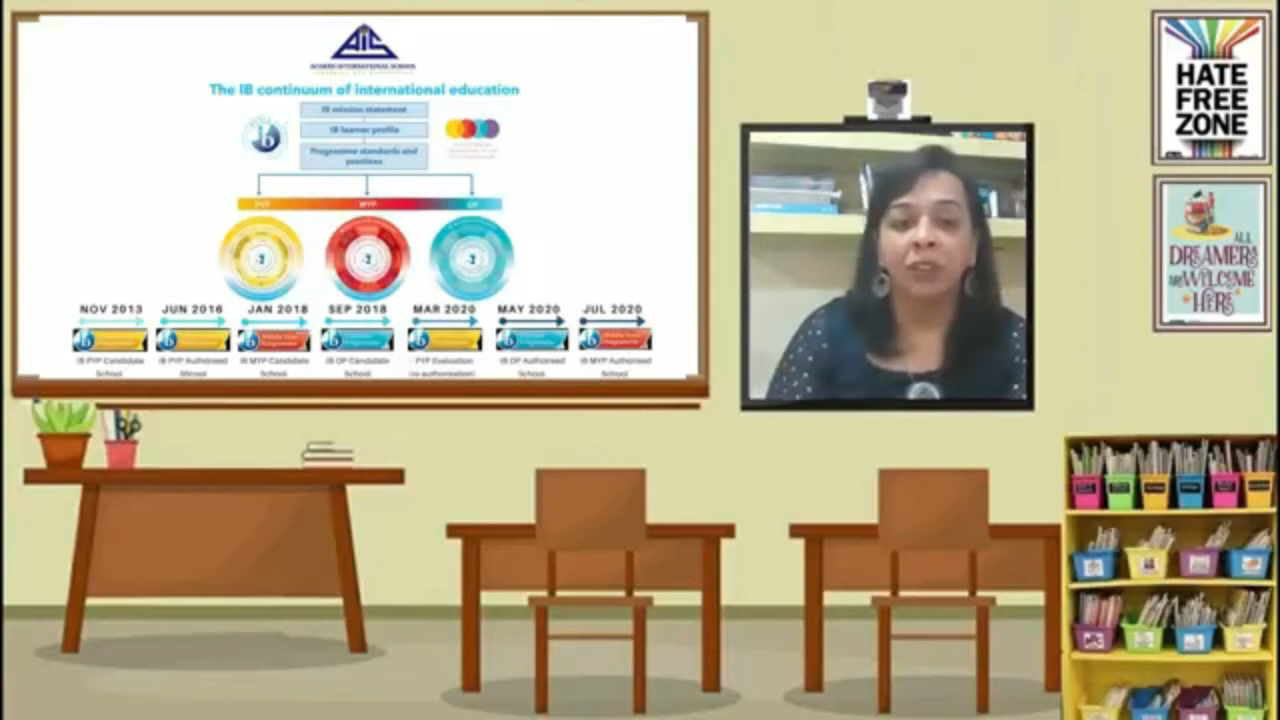 AIS
The IB continuum of international education
IB mission statement
IB learner profile
Programme standards and
practices
PYP MYP DP
NOV 2013 JUN 2016 JAN 2018 SEP 2018 MAR 2020 MAY 2020 JUL 2020
IB PYP Candidate IB PYP Authorised IB MYP Candidate IB DP Candidate PYP Evaluation IB DP Authorised IB MYP Authorised
School School School School (re-authorisation) School School
HATE
FREE
ZONE
ALL
DREAMERS
ARE WELCOME
HERE